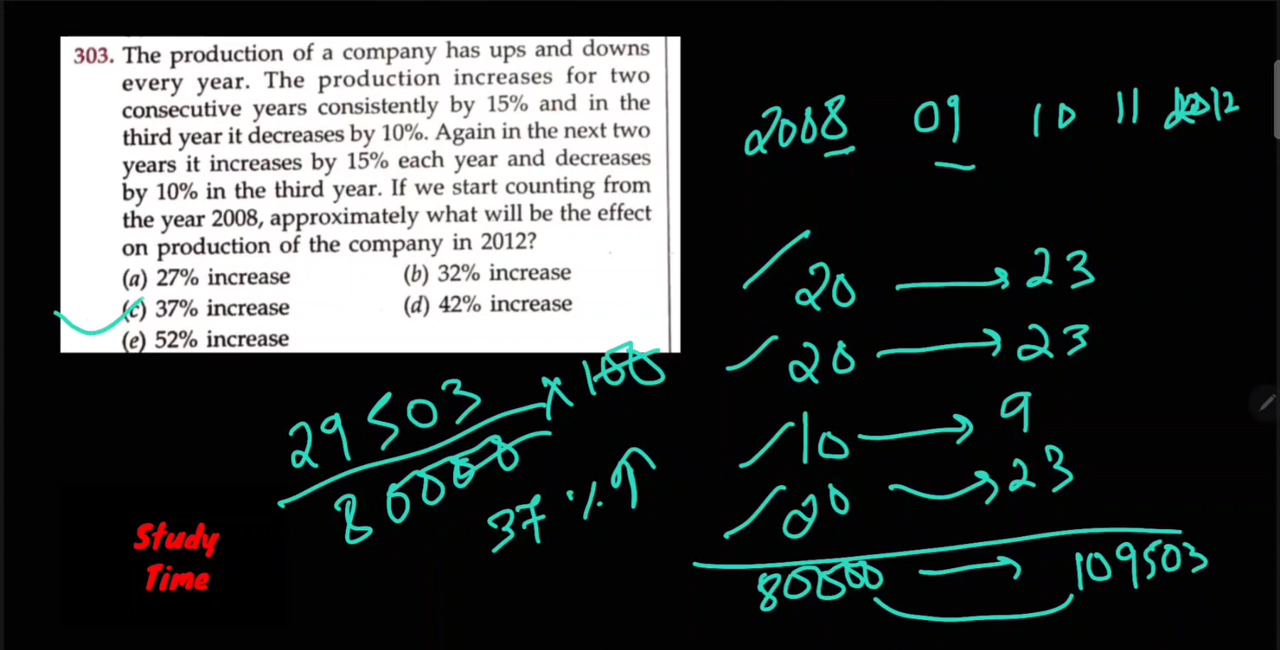 303. The production of a company has ups and downs
every year. The production increases for two
consecutive years consistently by 15% and in the
third year it decreases by 10%. Again in the next two
years it increases by 15% each year and decreases
by 10% in the third year. If we start counting from
the year 2008, approximately what will be the effect
on production of the company in 2012?
(a) 27% increase (b) 32% increase
(c) 37% increase (d) 42% increase
(e) 52% increase
2008 09 10 11 2012
20 → 23
20 → 23
10 → 9
20 → 23
80000 → 109503
29503 × 100
80000
37 % ↑
Study
Time